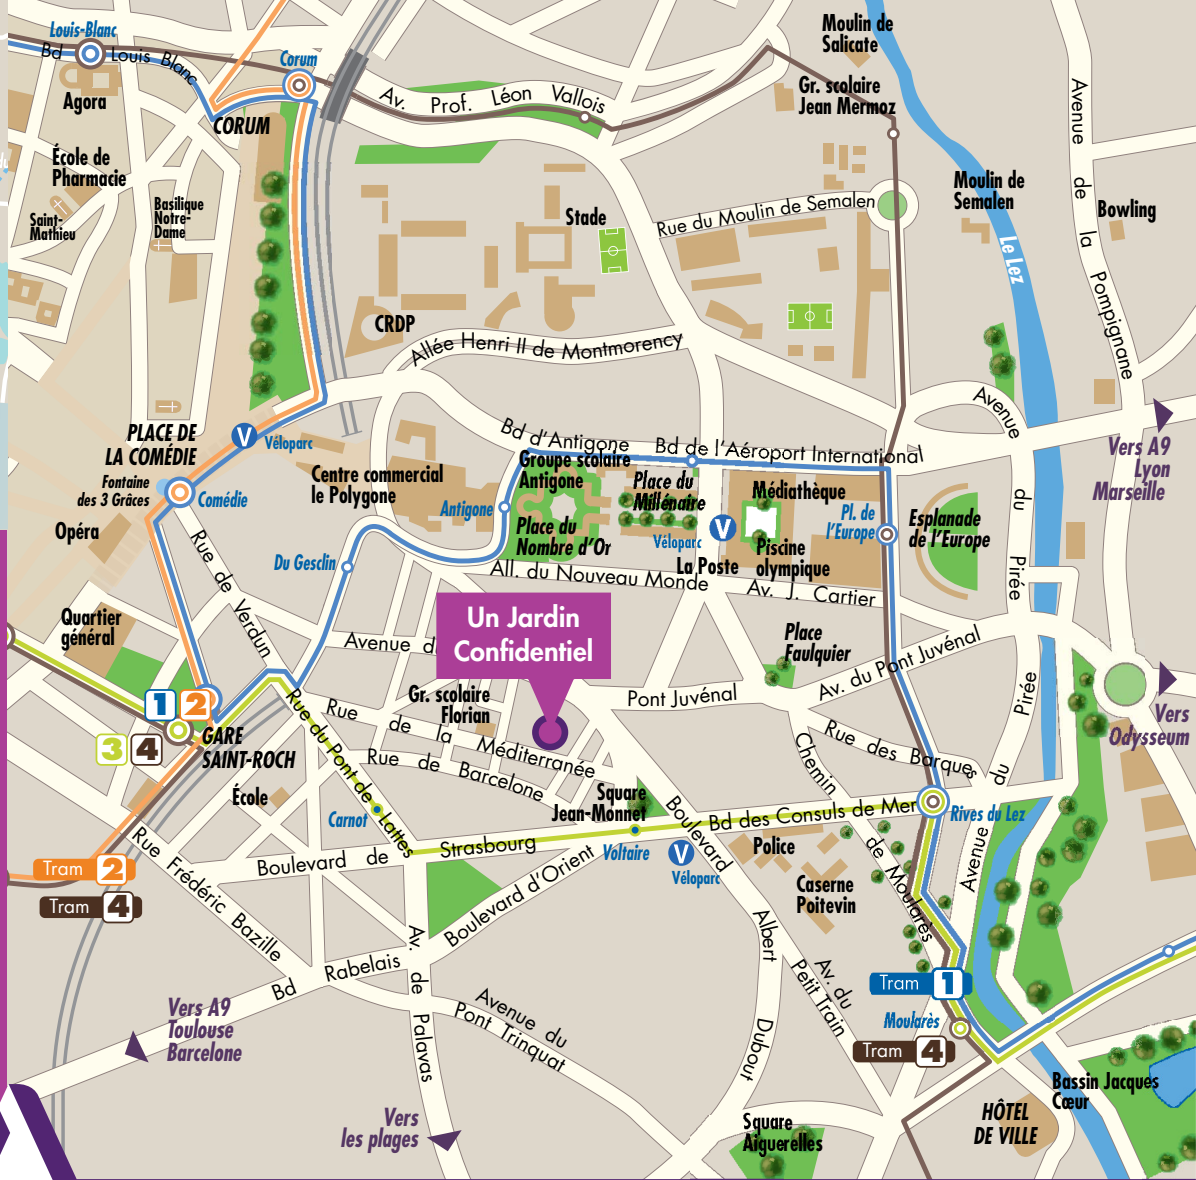 Louis-Blanc
Bd Louis Blanc
Agora
Corum
CORUM
Av. Prof. Léon Vallois
Moulin de
Salicate
Gr. scolaire
Jean Mermoz
Avenue de la Pompignane
École de
Pharmacie
Saint-
Mathieu
Basilique
Notre-
Dame
Stade
Rue du Moulin de Semalen
Moulin de
Semalen
Bowling
Le Lez
CRDP
Allée Henri II de Montmorency
PLACE DE
LA COMÉDIE
Fontaine
des 3 Grâces
V
Véloparc
Comédie
Opéra
Centre commercial
le Polygone
Bd d'Antigone
Bd de l'Aéroport International
Groupe scolaire
Antigone
Antigone
Place du
Nombre d'Or
Place du
Millénaire
Médiathèque
V
Véloparc
La Poste
Piscine
olympique
Pl. de
l'Europe
Esplanade
de l'Europe
Avenue du Pirée
Vers A9
Lyon
Marseille
Du Gesclin
Rue de Verdun
All. du Nouveau Monde
Av. J. Cartier
Quartier
général
Avenue d
Un Jardin
Confidentiel
Place
Faulquier
Pont Juvénal
Av. du Pont Juvénal
Vers
Odysseum
1 2
3 4
GARE
SAINT-ROCH
Gr. scolaire
Florian
Rue de la Méditerranée
Rue de Barcelone
Rue du Pont de Lattes
Rue des Barques
Chemin de Moularès
Avenue du Pirée
École
Carnot
Square
Jean-Monnet
Voltaire
V
Véloparc
Boulevard de Strasbourg
Bd des Consuls de Mer
Rives du Lez
Police
Caserne
Poitevin
Boulevard d'Orient
Boulevard
Albert Dubout
Rue Frédéric Bazille
Tram 2
Tram 4
Bd Rabelais
Av. de Palavas
Avenue du
Pont Trinquat
Av. du
Petit Train
Tram 1
Moularès
Tram 4
Vers A9
Toulouse
Barcelone
Vers
les plages
Square
Aiguerelles
HÔTEL
DE VILLE
Bassin Jacques
Cœur